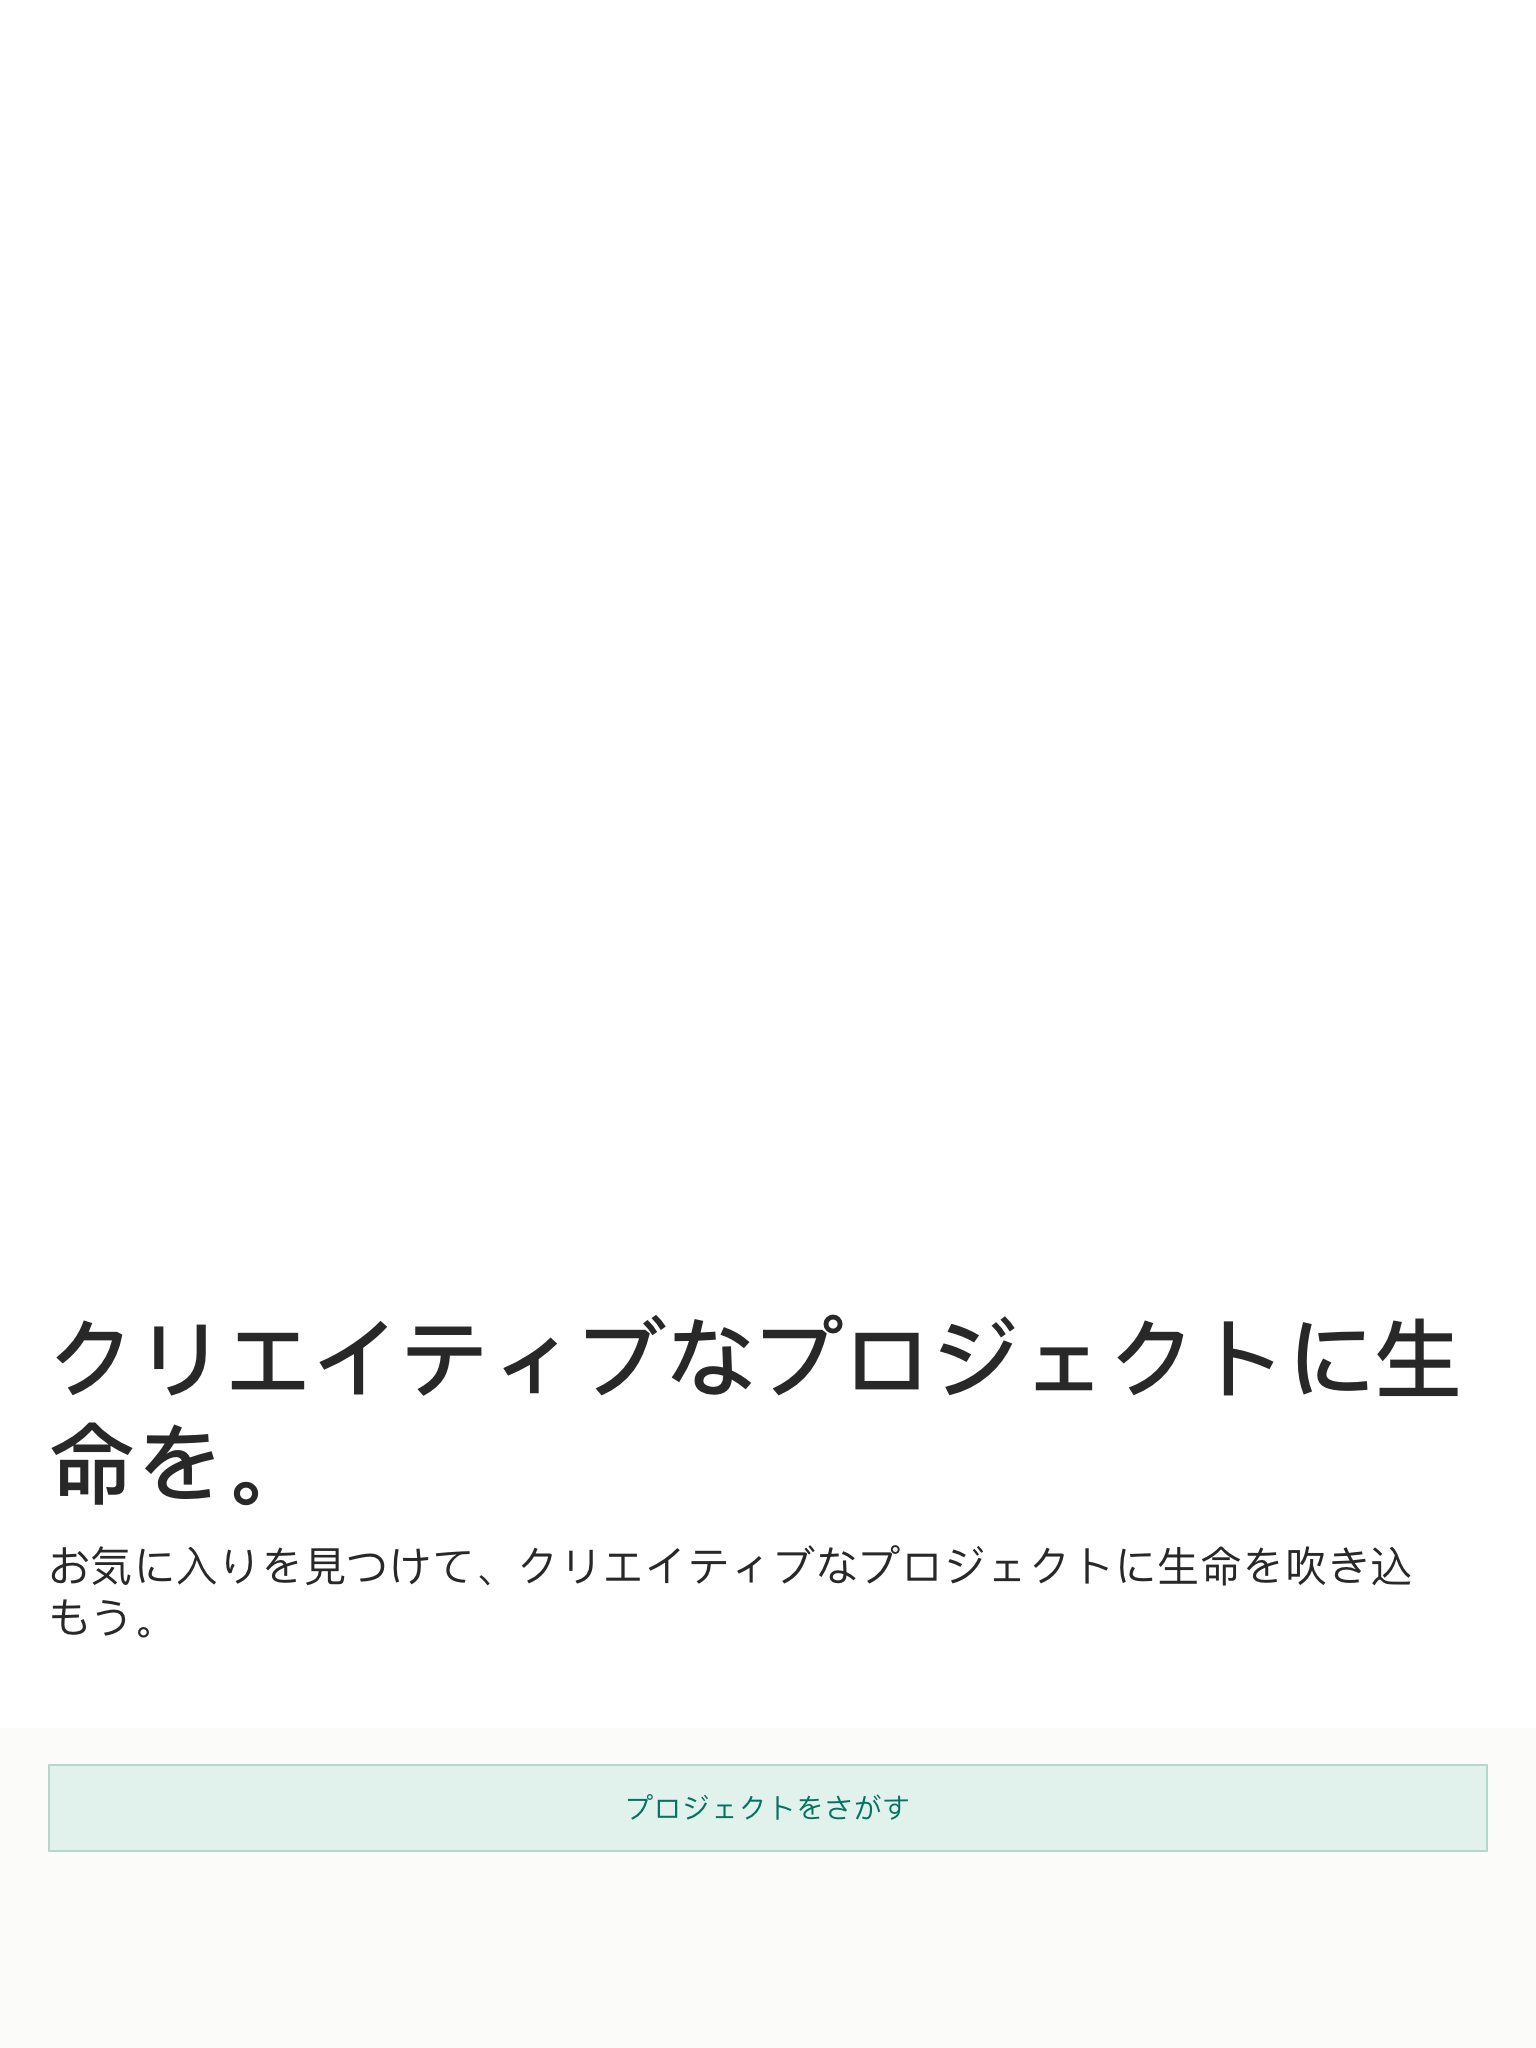 クリエイティブなプロジェクトに生
命を。
お気に入りを見つけて、クリエイティブなプロジェクトに生命を吹き込
もう。
プロジェクトをさがす